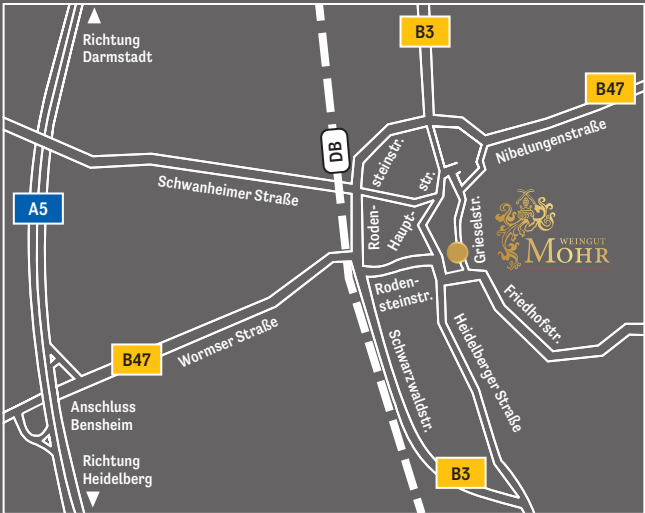 Richtung
Darmstadt
B3
B47
DB
steinstr.
Nibelungenstraße
Schwanheimer Straße
str.
A5
Roden-
Haupt-
Grieselstr.
WEINGUT
MOHR
Roden-
steinstr.
Friedhofstr.
B47
Wormser Straße
Schwarzwaldstr.
Heidelberger Straße
Anschluss
Bensheim
Richtung
Heidelberg
B3